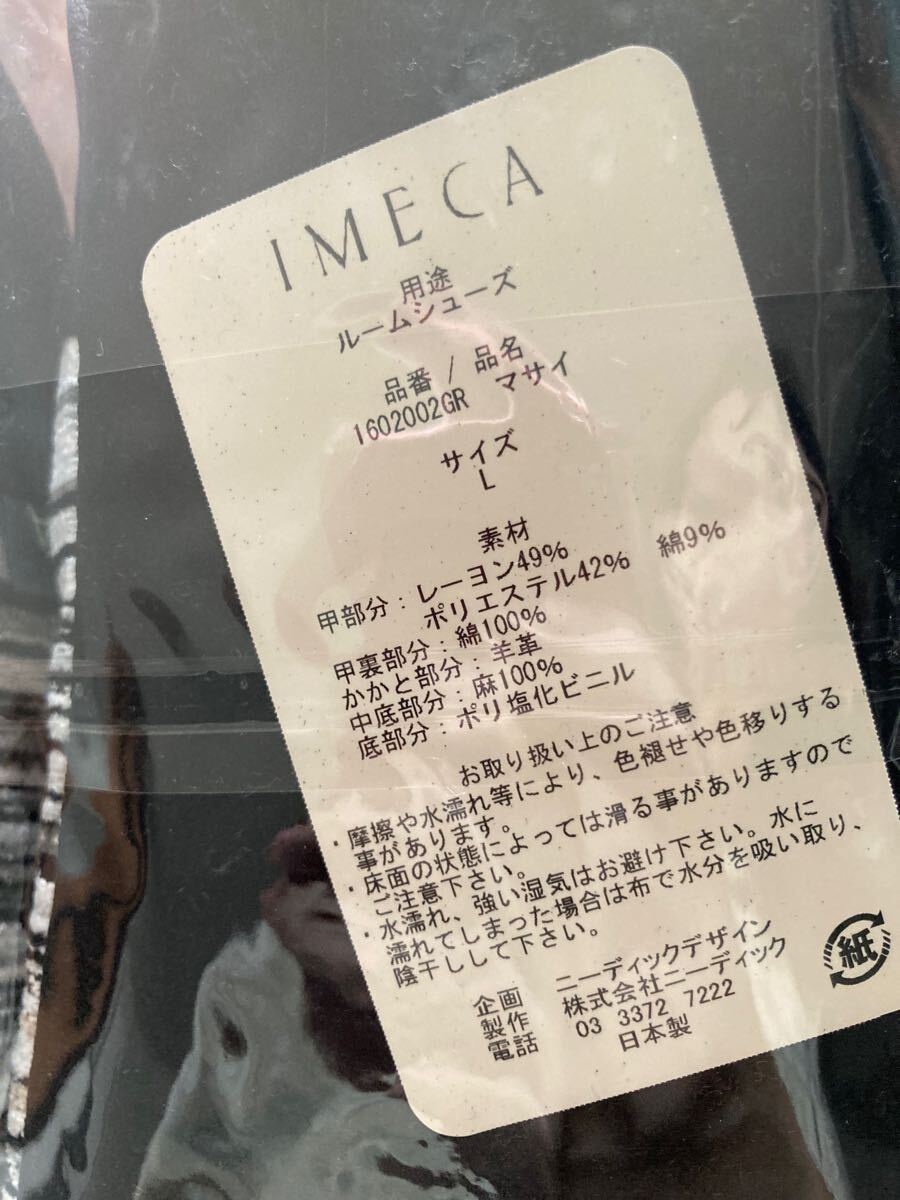 IMECA
用途
ルームシューズ
品番 / 品名
1602002GR マサイ
サイズ
L
素材
甲部分：レーヨン49%
ポリエステル42% 綿9%
甲裏部分：綿100%
かかと部分：羊革
中底部分：麻100%
底部分：ポリ塩化ビニル
お取り扱い上のご注意
・摩擦や水濡れ等により、色褪せや色移りする
事があります。
・床面の状態によっては滑る事がありますので
ご注意下さい。
・水濡れ、強い湿気はお避け下さい。水に
濡れてしまった場合は布で水分を吸い取り、
陰干しして下さい。
企画 ニーディックデザイン
製作 株式会社ニーディック
電話 03 3372 7222
日本製
紙